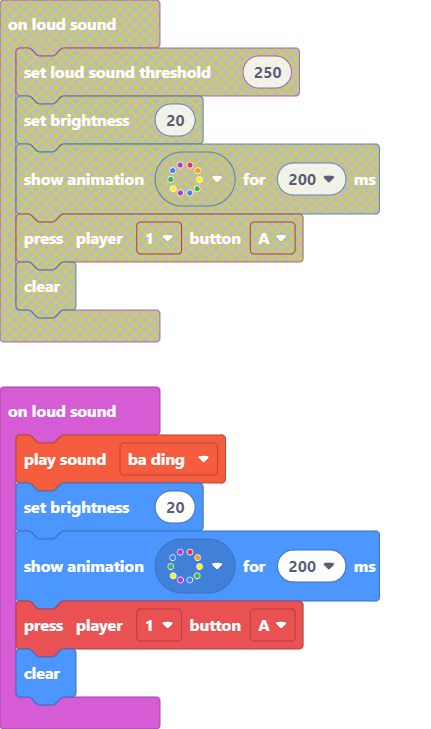 on loud sound
set loud sound threshold 250
set brightness 20
show animation for 200 ms
press player 1 button A
clear
on loud sound
play sound ba ding
set brightness 20
show animation for 200 ms
press player 1 button A
clear